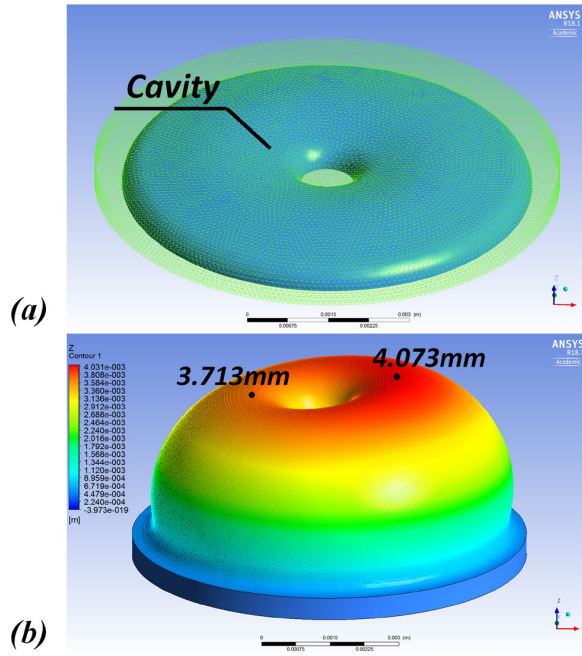 (a)
ANSYS
R18.1
Academic
Cavity
Z
0
0.0015
0.003 (m)
0.00075
0.00225
(b)
Z
Contour 1
4.031e-003
3.808e-003
3.584e-003
3.360e-003
3.136e-003
2.912e-003
2.688e-003
2.464e-003
2.240e-003
2.016e-003
1.792e-003
1.568e-003
1.344e-003
1.120e-003
8.959e-004
6.719e-004
4.479e-004
2.240e-004
-3.973e-019
[m]
3.713mm
4.073mm
ANSYS
R18.1
Academic
Z
0
0.0015
0.003 (m)
0.00075
0.00225